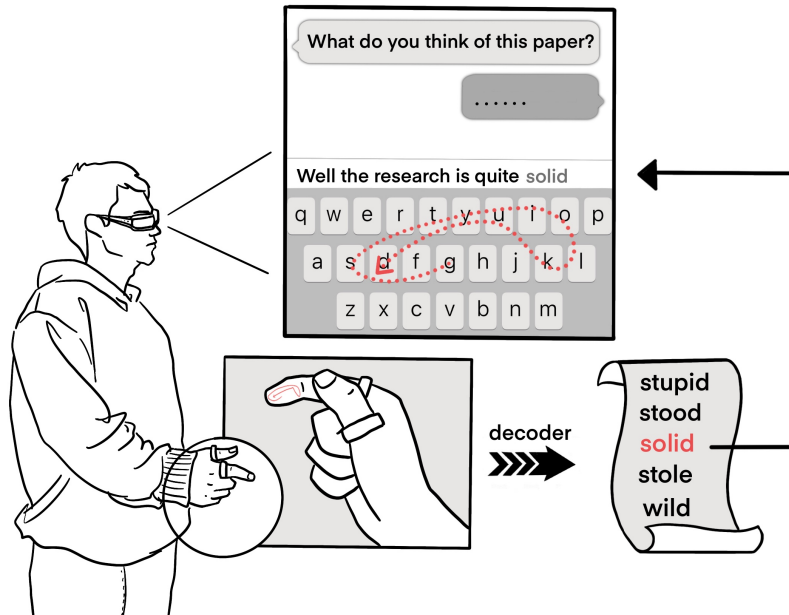 What do you think of this paper?
......
Well the research is quite solid
q w e r t y u i o p
a s d f g h j k l
z x c v b n m
decoder
stupid
stood
solid
stole
wild